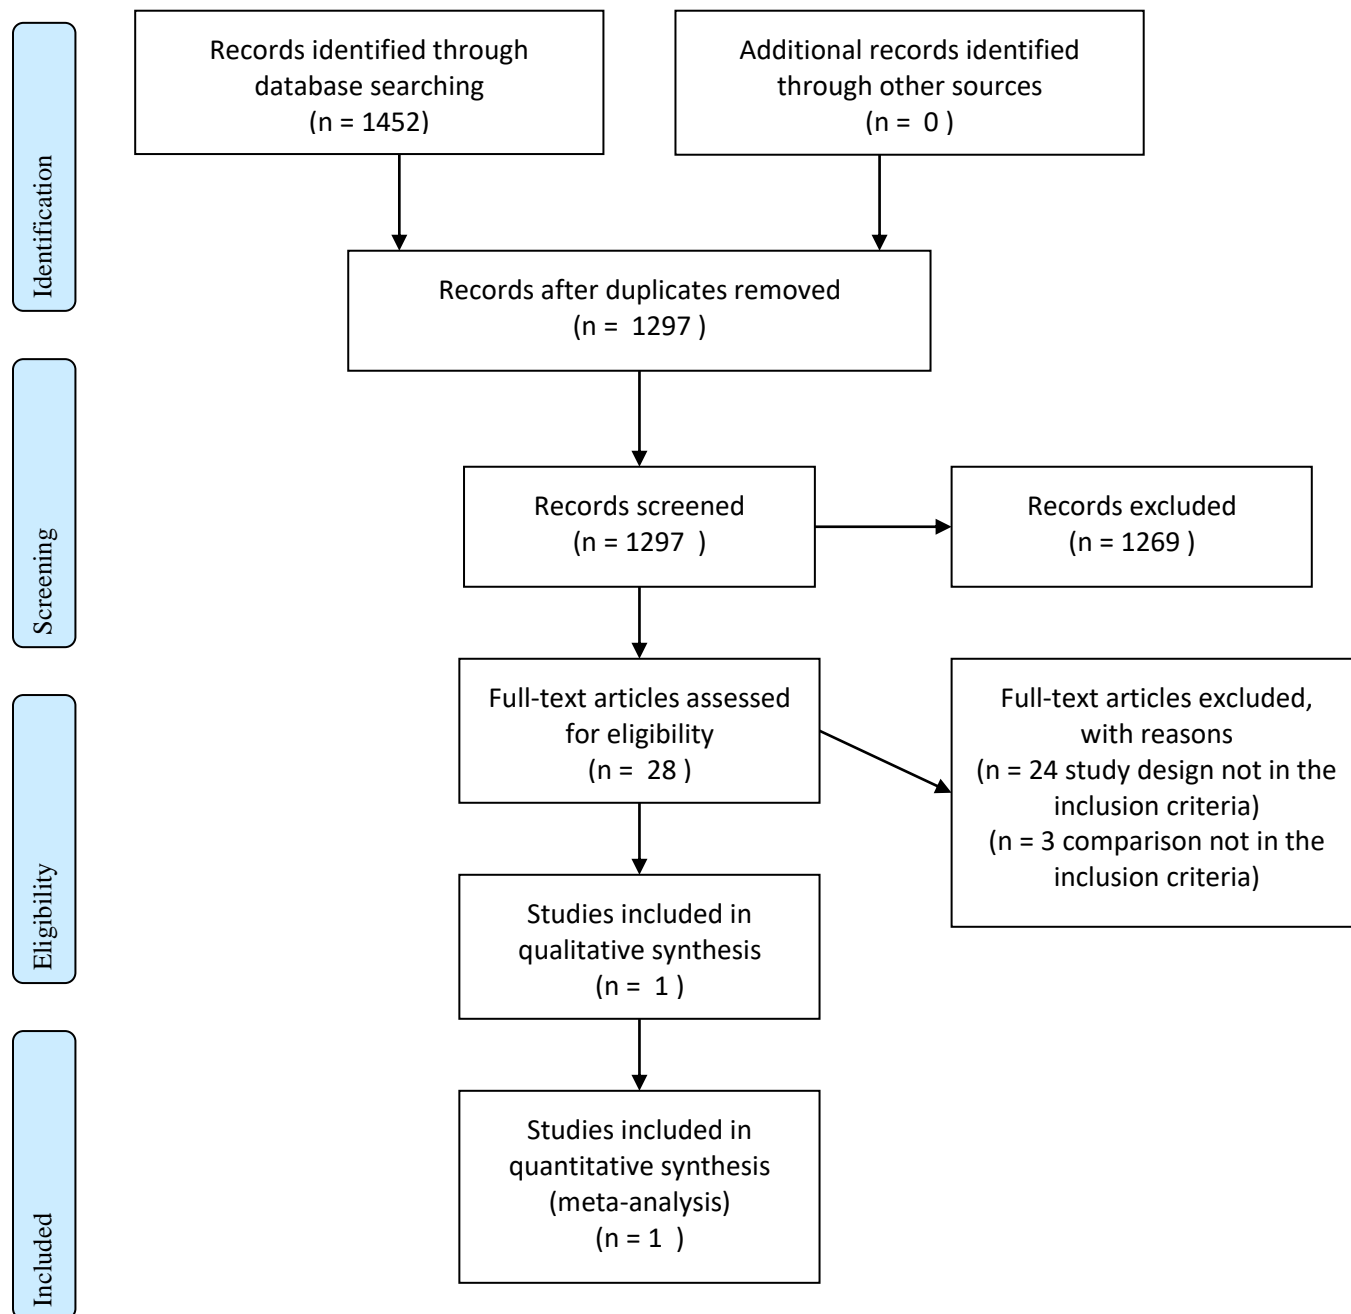 Identification
Records identified through
database searching
(n = 1452)
Additional records identified
through other sources
(n = 0 )
Records after duplicates removed
(n = 1297 )
Screening
Records screened
(n = 1297 )
Records excluded
(n = 1269 )
Eligibility
Full-text articles assessed
for eligibility
(n = 28 )
Full-text articles excluded,
with reasons
(n = 24 study design not in the
inclusion criteria)
(n = 3 comparison not in the
inclusion criteria)
Studies included in
qualitative synthesis
(n = 1 )
Included
Studies included in
quantitative synthesis
(meta-analysis)
(n = 1 )